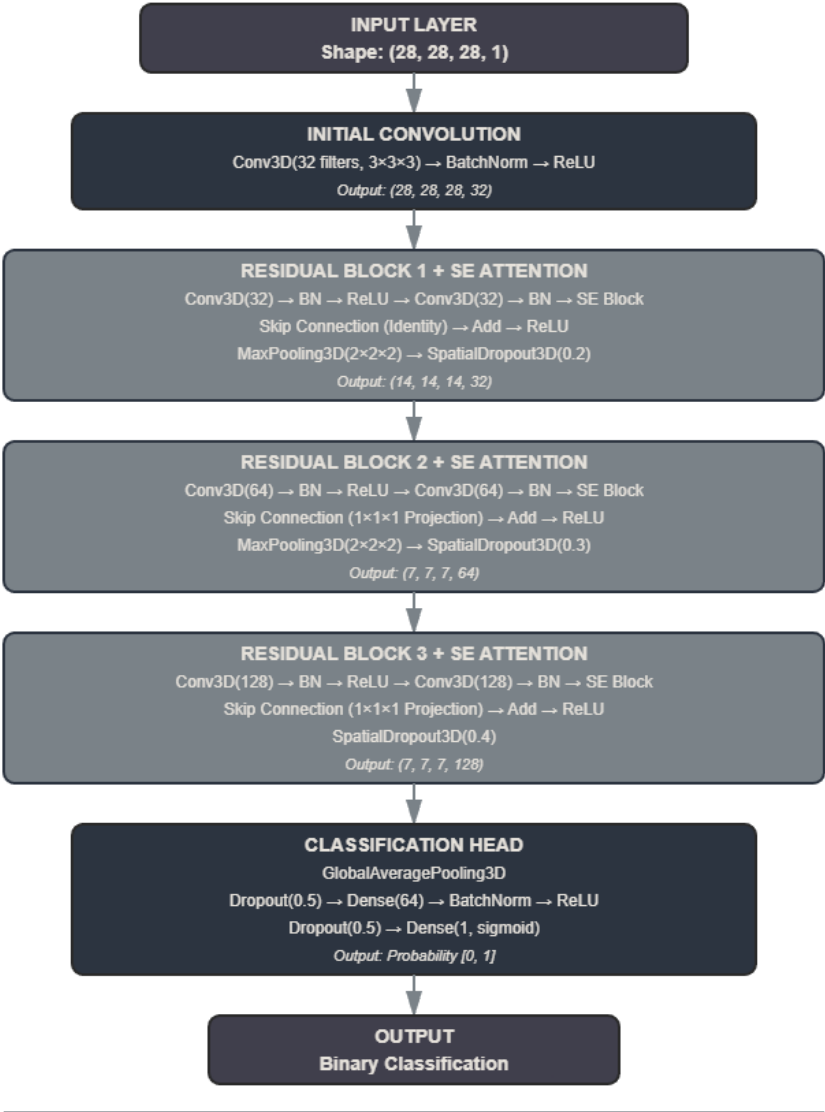 INPUT LAYER
Shape: (28, 28, 28, 1)
INITIAL CONVOLUTION
Conv3D(32 filters, 3×3×3) → BatchNorm → ReLU
Output: (28, 28, 28, 32)
RESIDUAL BLOCK 1 + SE ATTENTION
Conv3D(32) → BN → ReLU → Conv3D(32) → BN → SE Block
Skip Connection (Identity) → Add → ReLU
MaxPooling3D(2×2×2) → SpatialDropout3D(0.2)
Output: (14, 14, 14, 32)
RESIDUAL BLOCK 2 + SE ATTENTION
Conv3D(64) → BN → ReLU → Conv3D(64) → BN → SE Block
Skip Connection (1×1×1 Projection) → Add → ReLU
MaxPooling3D(2×2×2) → SpatialDropout3D(0.3)
Output: (7, 7, 7, 64)
RESIDUAL BLOCK 3 + SE ATTENTION
Conv3D(128) → BN → ReLU → Conv3D(128) → BN → SE Block
Skip Connection (1×1×1 Projection) → Add → ReLU
SpatialDropout3D(0.4)
Output: (7, 7, 7, 128)
CLASSIFICATION HEAD
GlobalAveragePooling3D
Dropout(0.5) → Dense(64) → BatchNorm → ReLU
Dropout(0.5) → Dense(1, sigmoid)
Output: Probability [0, 1]
OUTPUT
Binary Classification